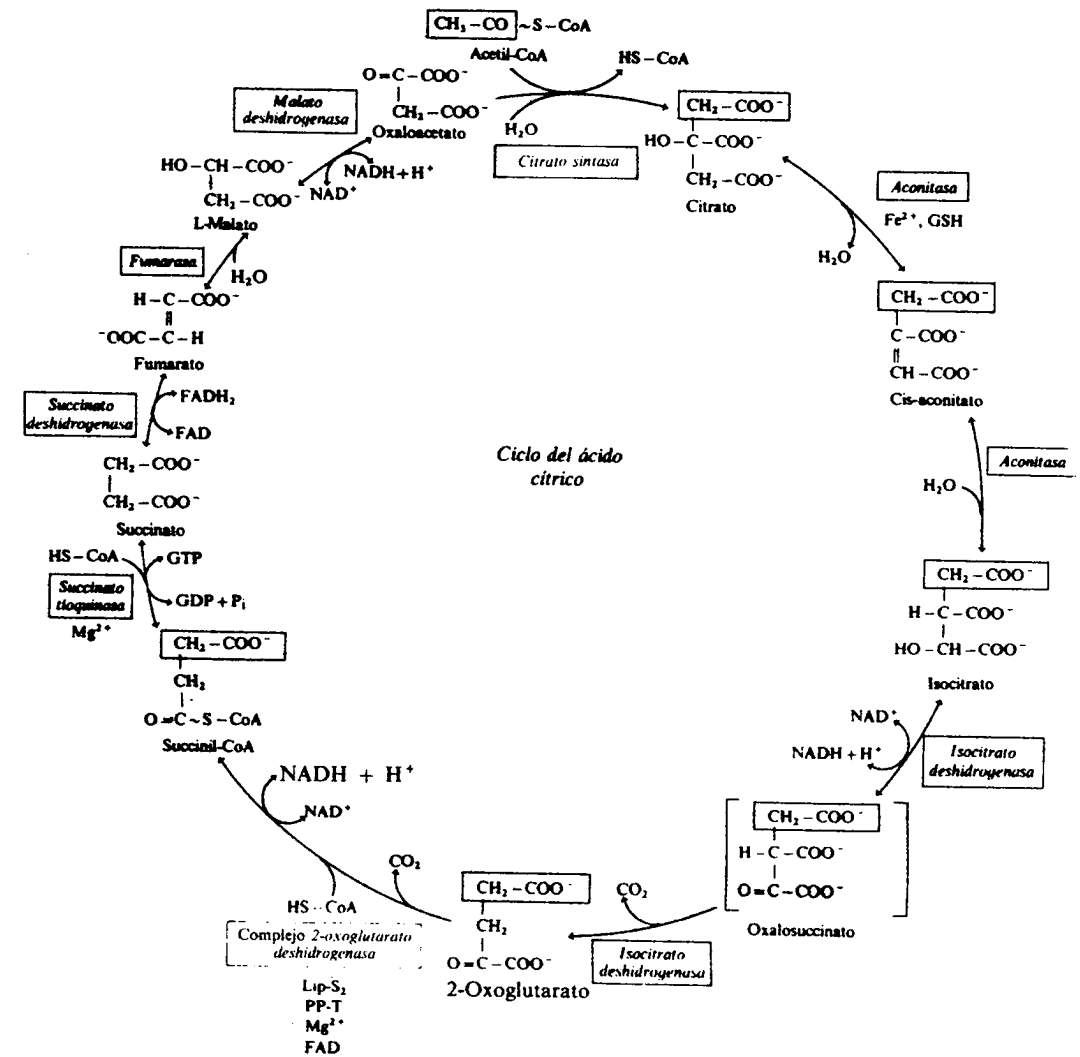 CH₃–CO ~S–CoA
Acetil-CoA
HS–CoA
O=C–COO⁻
CH₂–COO⁻
Oxaloacetato
H₂O
Citrato sintasa
CH₂–COO⁻
HO–C–COO⁻
CH₂–COO⁻
Citrato
Aconitasa
Fe²⁺, GSH
H₂O
CH₂–COO⁻
C–COO⁻
CH–COO⁻
Cis-aconitato
Aconitasa
H₂O
CH₂–COO⁻
H–C–COO⁻
HO–CH–COO⁻
Isocitrato
NAD⁺
NADH+H⁺
Isocitrato
deshidrogenasa
CH₂–COO⁻
H–C–COO⁻
O=C–COO⁻
Oxalosuccinato
CO₂
Isocitrato
deshidrogenasa
CH₂–COO⁻
CH₂
O=C–COO⁻
2-Oxoglutarato
CO₂
HS–CoA
Complejo 2-oxoglutarato
deshidrogenasa
Lip-S₂
PP-T
Mg²⁺
FAD
NADH + H⁺
NAD⁺
CH₂–COO⁻
CH₂
O=C~S–CoA
Succinil-CoA
HS–CoA
GTP
Succinato
tioquinasa
GDP+Pᵢ
Mg²⁺
CH₂–COO⁻
CH₂–COO⁻
Succinato
Succinato
deshidrogenasa
FADH₂
FAD
H–C–COO⁻
⁻OOC–C–H
Fumarato
Fumarasa
H₂O
HO–CH–COO⁻
CH₂–COO⁻
L-Malato
Malato
deshidrogenasa
NADH+H⁺
NAD⁺
Ciclo del ácido
cítrico